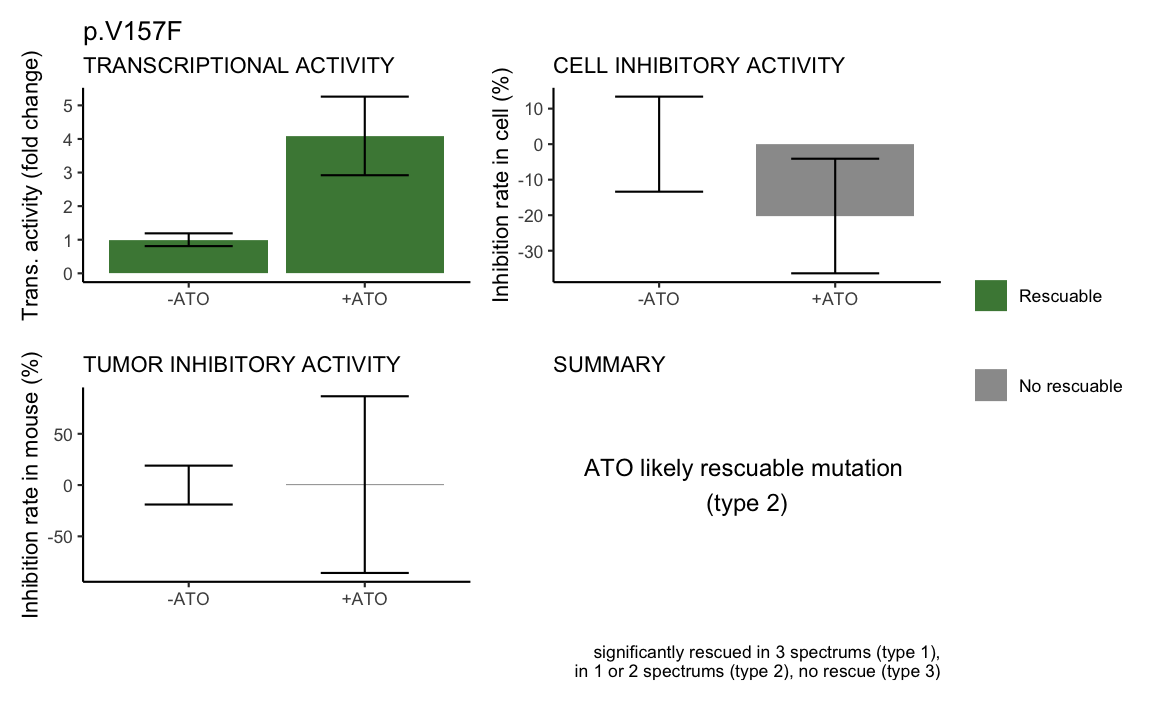 p.V157F
TRANSCRIPTIONAL ACTIVITY
Trans. activity (fold change)
5
4
3
2
1
0
-ATO
+ATO
CELL INHIBITORY ACTIVITY
Inhibition rate in cell (%)
10
0
-10
-20
-30
-ATO
+ATO
Rescuable
No rescuable
TUMOR INHIBITORY ACTIVITY
Inhibition rate in mouse (%)
50
0
-50
-ATO
+ATO
SUMMARY
ATO likely rescuable mutation
(type 2)
significantly rescued in 3 spectrums (type 1),
in 1 or 2 spectrums (type 2), no rescue (type 3)